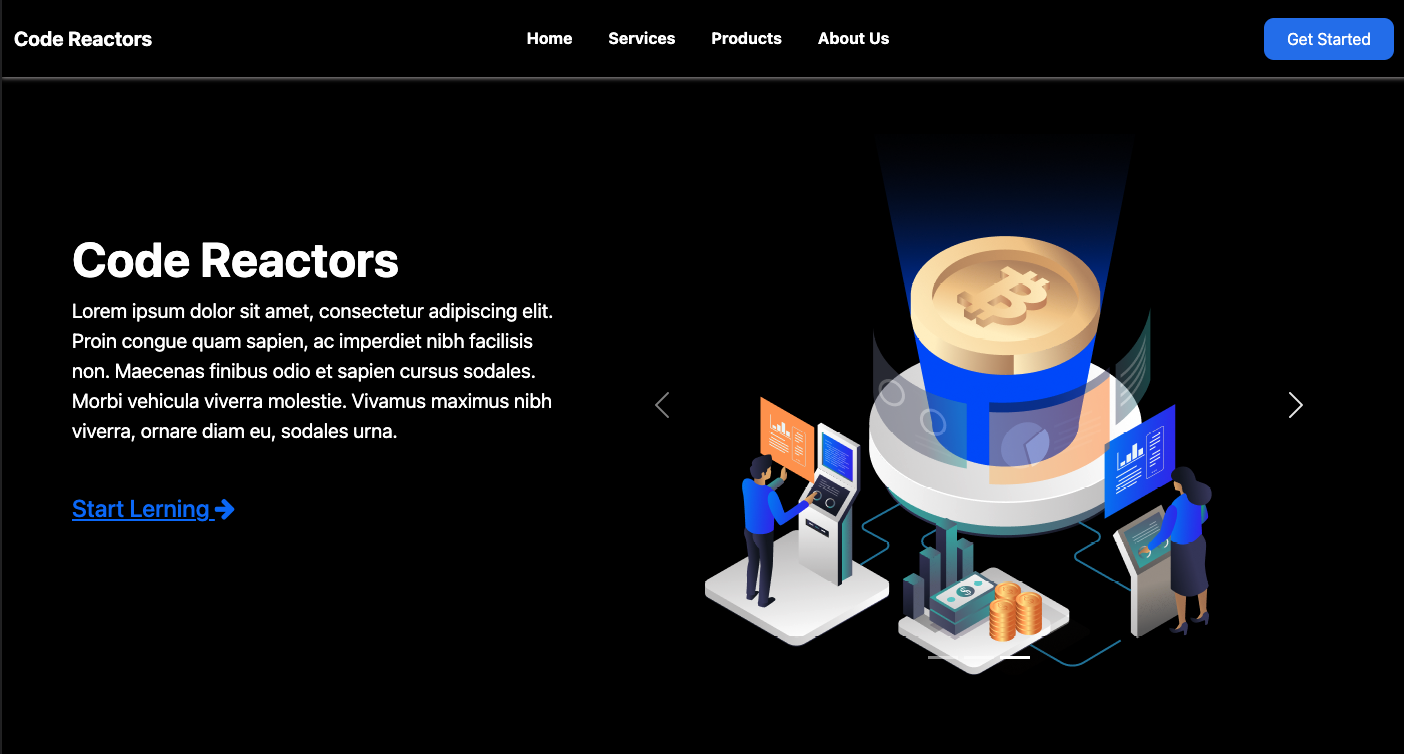 Code Reactors
Home Services Products About Us
Get Started
Code Reactors
Lorem ipsum dolor sit amet, consectetur adipiscing elit.
Proin congue quam sapien, ac imperdiet nibh facilisis
non. Maecenas finibus odio et sapien cursus sodales.
Morbi vehicula viverra molestie. Vivamus maximus nibh
viverra, ornare diam eu, sodales urna.
Start Lerning